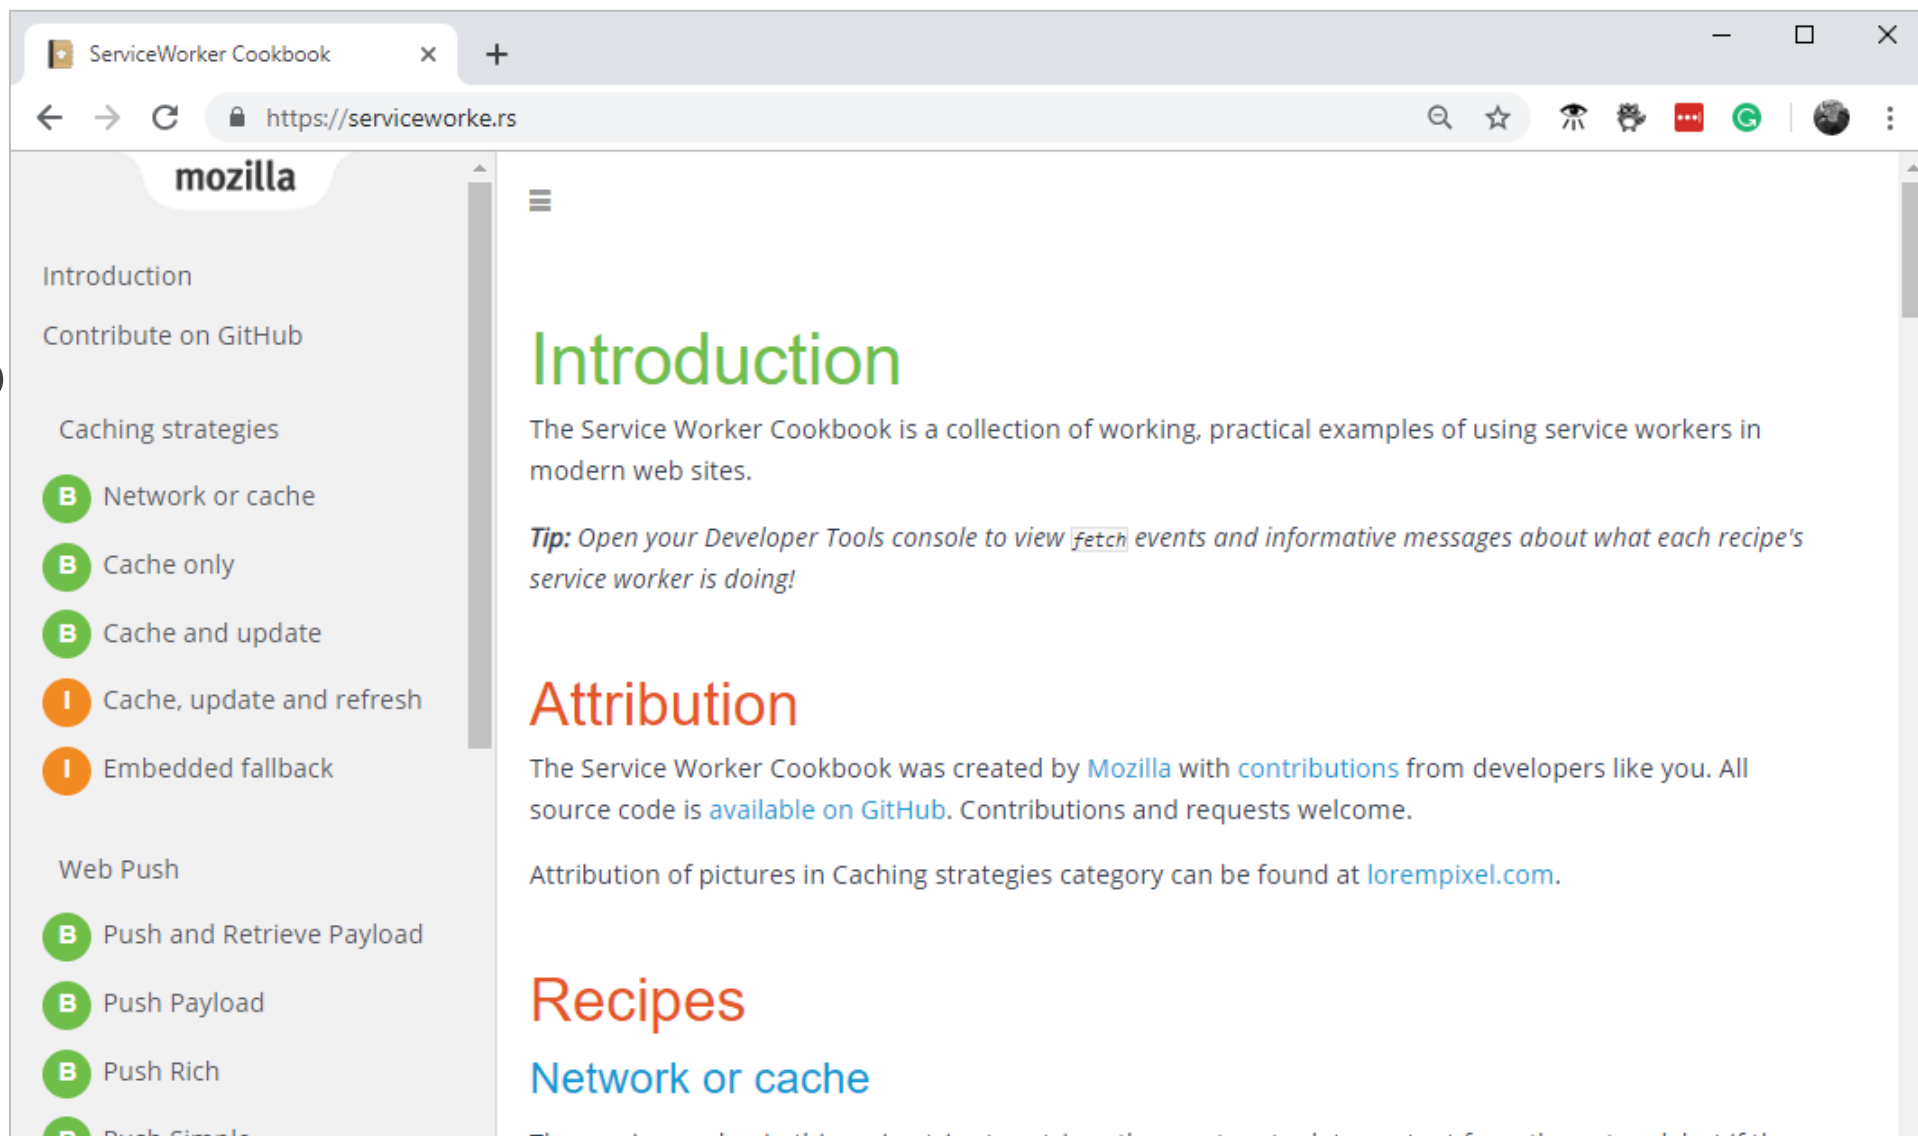 ServiceWorker Cookbook
https://serviceworke.rs
mozilla
Introduction
Contribute on GitHub
Caching strategies
B Network or cache
B Cache only
B Cache and update
I Cache, update and refresh
I Embedded fallback
Web Push
B Push and Retrieve Payload
B Push Payload
B Push Rich
B Push Simple
Introduction
The Service Worker Cookbook is a collection of working, practical examples of using service workers in
modern web sites.
Tip: Open your Developer Tools console to view fetch events and informative messages about what each recipe's
service worker is doing!
Attribution
The Service Worker Cookbook was created by Mozilla with contributions from developers like you. All
source code is available on GitHub. Contributions and requests welcome.
Attribution of pictures in Caching strategies category can be found at lorempixel.com.
Recipes
Network or cache